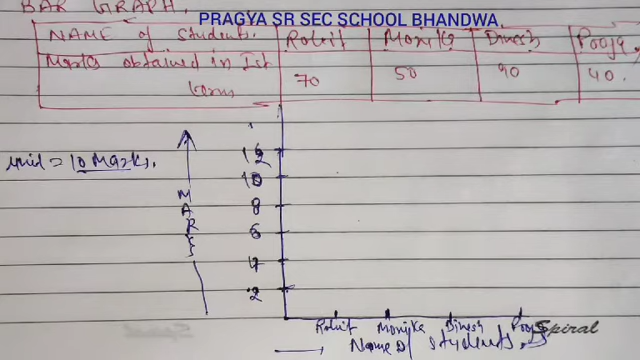 BAR GRAPH.
PRAGYA SR SEC SCHOOL BHANDWA
NAME of Students. Rohit Monika Dinesh Pooja
Marks obtained in Ist 70 50 90 40.
term
12
unit = 10 Marks.
10
MARKS
8
6
4
2
Rohit Monika Dinesh Pooja
Spiral
Name of students